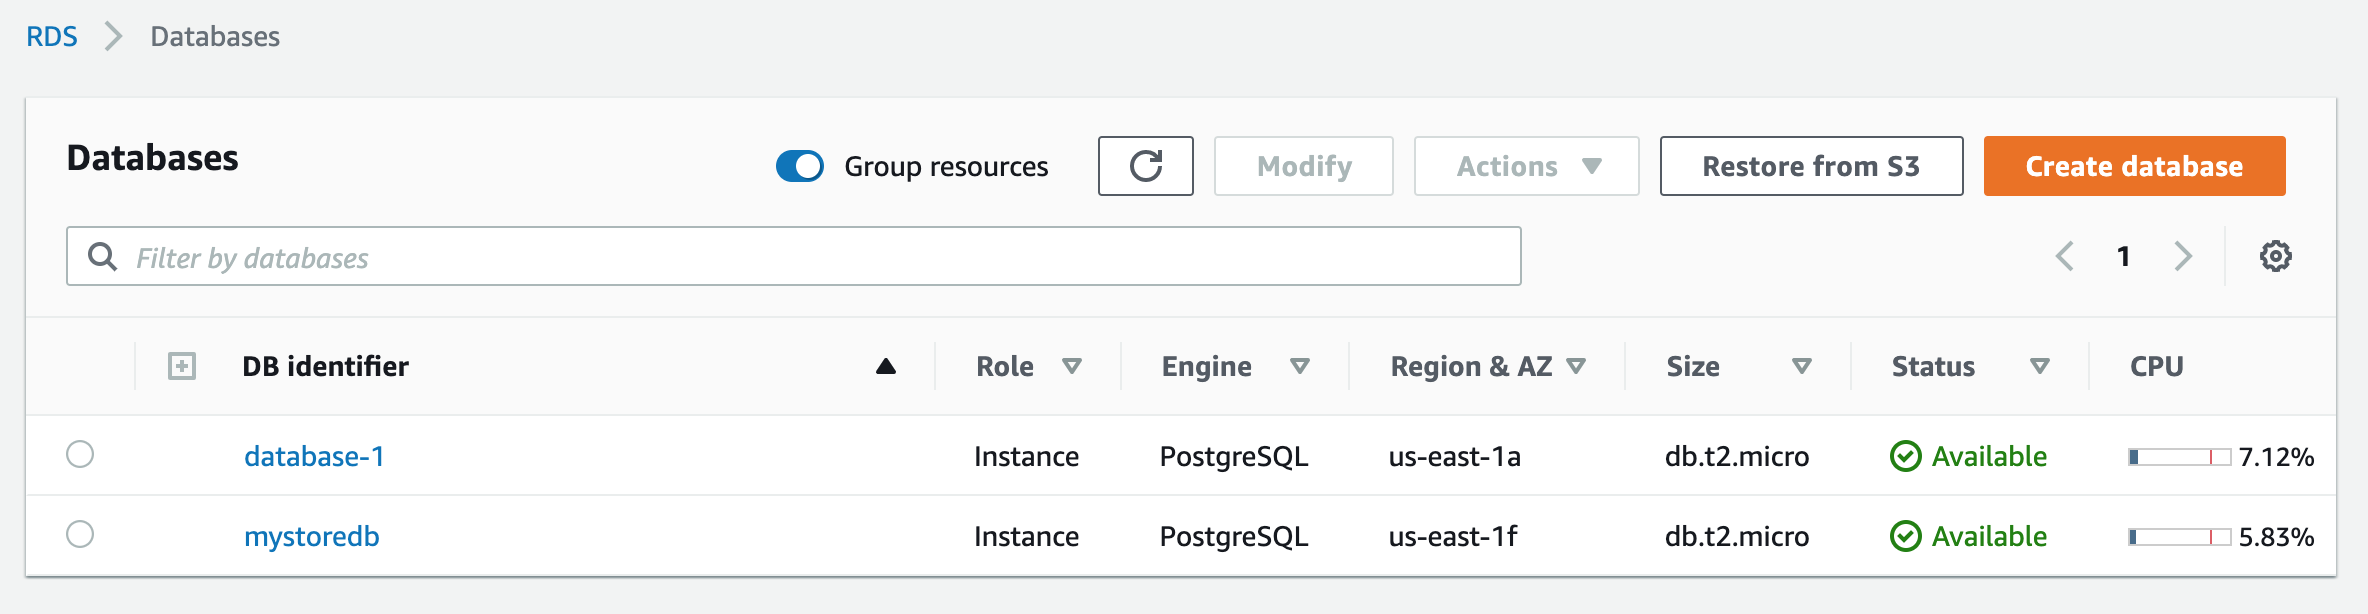 RDS > Databases
Databases Group resources Modify Actions Restore from S3 Create database
Filter by databases 1
DB identifier Role Engine Region & AZ Size Status CPU
database-1 Instance PostgreSQL us-east-1a db.t2.micro Available 7.12%
mystoredb Instance PostgreSQL us-east-1f db.t2.micro Available 5.83%